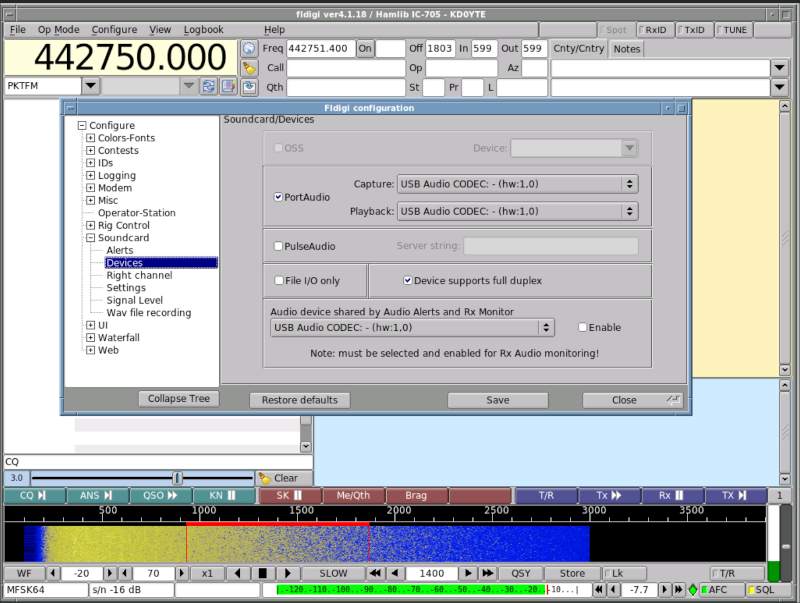 fldigi ver4.1.18 / Hamlib IC-705 - KD0YTE
File Op Mode Configure View Logbook Help Spot RxID TxID TUNE
442750.000
Freq 442751.400 On Off 1803 In 599 Out 599 Cnty/Cntry Notes
Call Op Az
PKTFM
Qth St Pr L
Fldigi configuration
Configure
Colors-Fonts
Contests
IDs
Logging
Modem
Misc
Operator-Station
Rig Control
Soundcard
Alerts
Devices
Right channel
Settings
Signal Level
Wav file recording
UI
Waterfall
Web
Collapse Tree
Soundcard/Devices
OSS Device:
PortAudio
Capture: USB Audio CODEC: - (hw:1,0)
Playback: USB Audio CODEC: - (hw:1,0)
PulseAudio Server string:
File I/O only Device supports full duplex
Audio device shared by Audio Alerts and Rx Monitor
USB Audio CODEC: - (hw:1,0) Enable
Note: must be selected and enabled for Rx Audio monitoring!
Restore defaults Save Close
CQ
3.0 Clear
CQ ANS QSO KN SK Me/Qth Brag T/R Tx Rx TX 1
500 1000 1500 2000 2500 3000 3500
WF -20 70 x1 SLOW 1400 QSY Store Lk T/R
MFSK64 s/n -16 dB -120.-110.-100..-90...-80...-70...-60...-50...-40...-30...-20..-10...| -7.7 AFC SQL